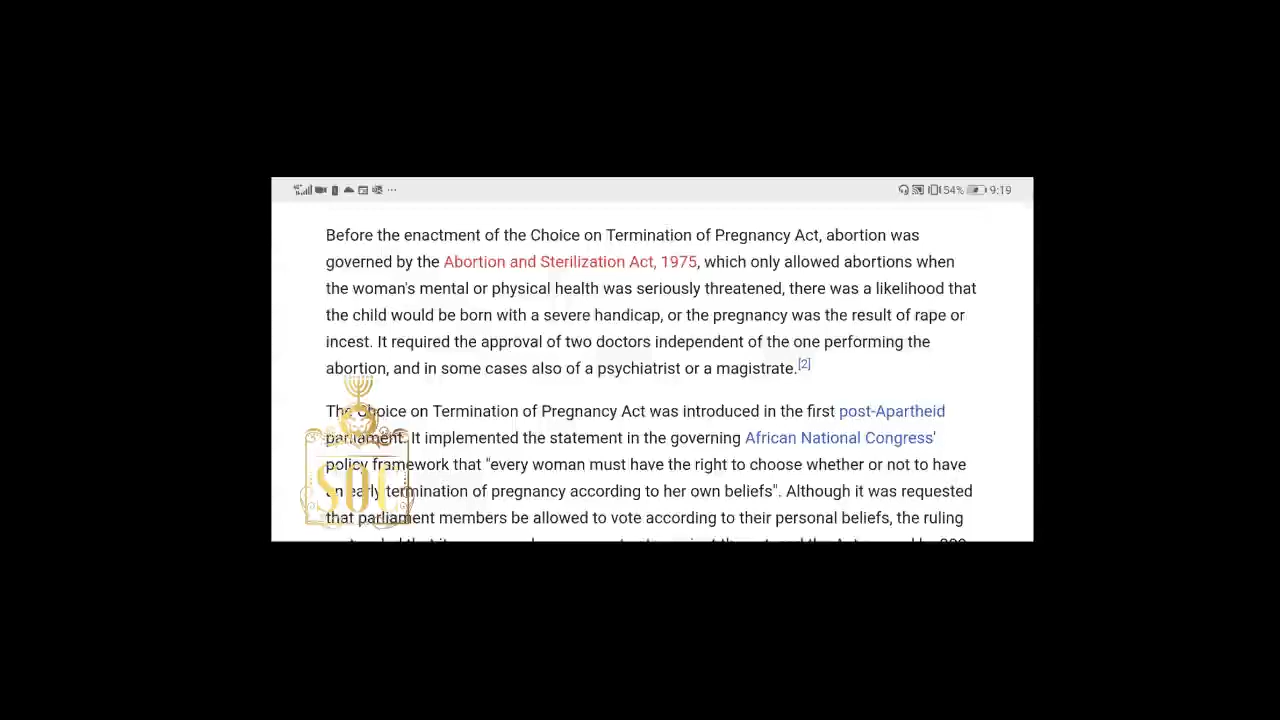 54% 9:19
Before the enactment of the Choice on Termination of Pregnancy Act, abortion was
governed by the Abortion and Sterilization Act, 1975, which only allowed abortions when
the woman's mental or physical health was seriously threatened, there was a likelihood that
the child would be born with a severe handicap, or the pregnancy was the result of rape or
incest. It required the approval of two doctors independent of the one performing the
abortion, and in some cases also of a psychiatrist or a magistrate.[2]
The Choice on Termination of Pregnancy Act was introduced in the first post-Apartheid
parliament. It implemented the statement in the governing African National Congress'
policy framework that "every woman must have the right to choose whether or not to have
an early termination of pregnancy according to her own beliefs". Although it was requested
that parliament members be allowed to vote according to their personal beliefs, the ruling